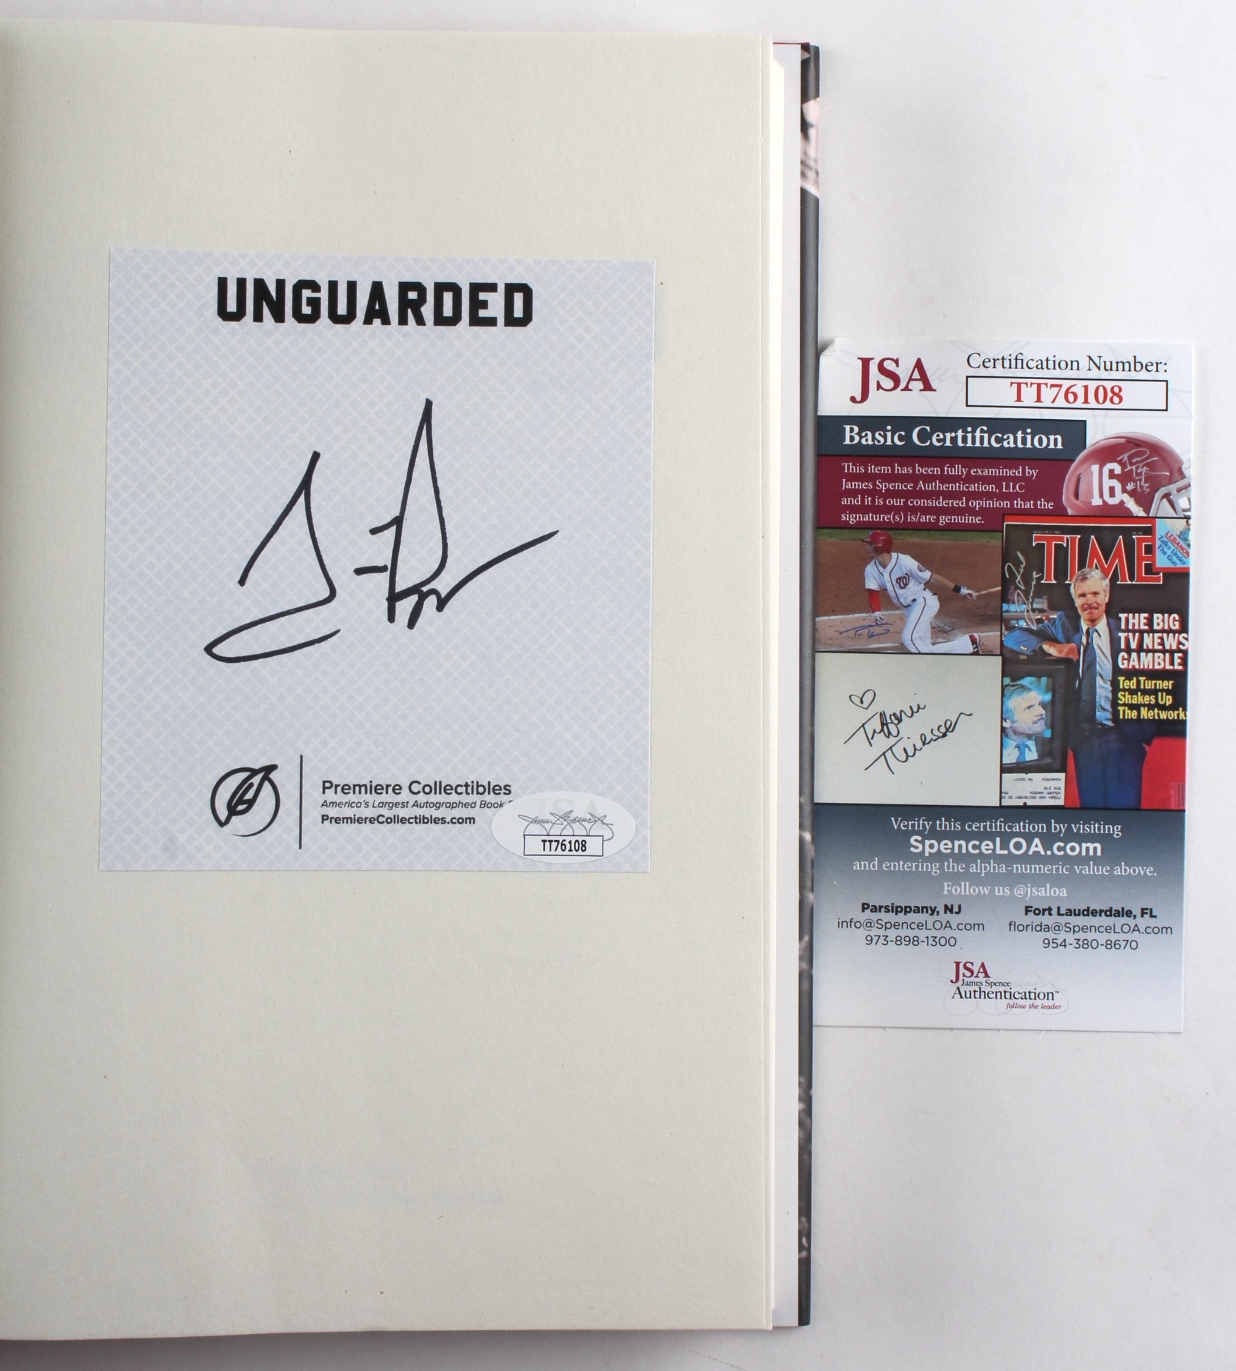 UNGUARDED
Premiere Collectibles
America's Largest Autographed Book
PremiereCollectibles.com
TT76108
JSA
Certification Number:
TT76108
Basic Certification
This item has been fully examined by
James Spence Authentication, LLC
and it is our considered opinion that the
signature(s) is/are genuine.
16
TIME
THE BIG
TV NEWS
GAMBLE
Ted Turner
Shakes Up
The Network
Tiffani
Thiessen
Verify this certification by visiting
SpenceLOA.com
and entering the alpha-numeric value above.
Follow us @jsaloa
Parsippany, NJ
info@SpenceLOA.com
973-898-1300
Fort Lauderdale, FL
florida@SpenceLOA.com
954-380-8670
JSA
James Spence
Authentication™
follow the leader